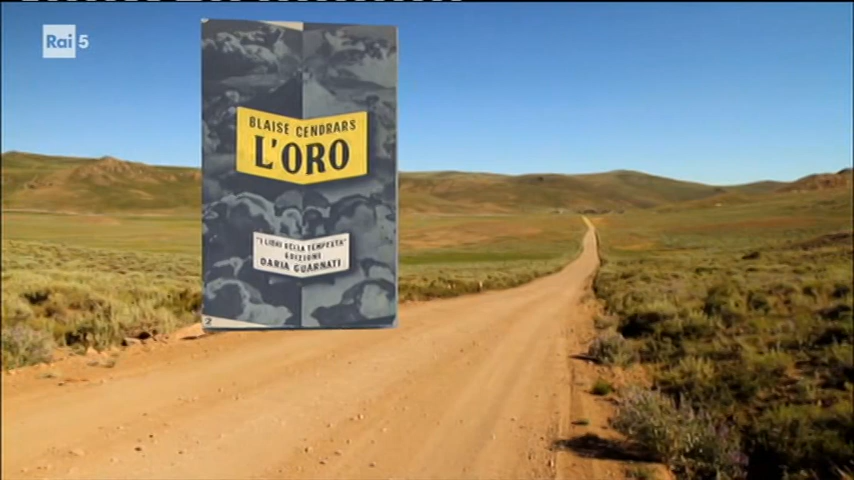 Rai 5
BLAISE CENDRARS
L'ORO
"I LIBRI DELLA TEMPESTA"
EDIZIONI
DARIA GUARNATI
2